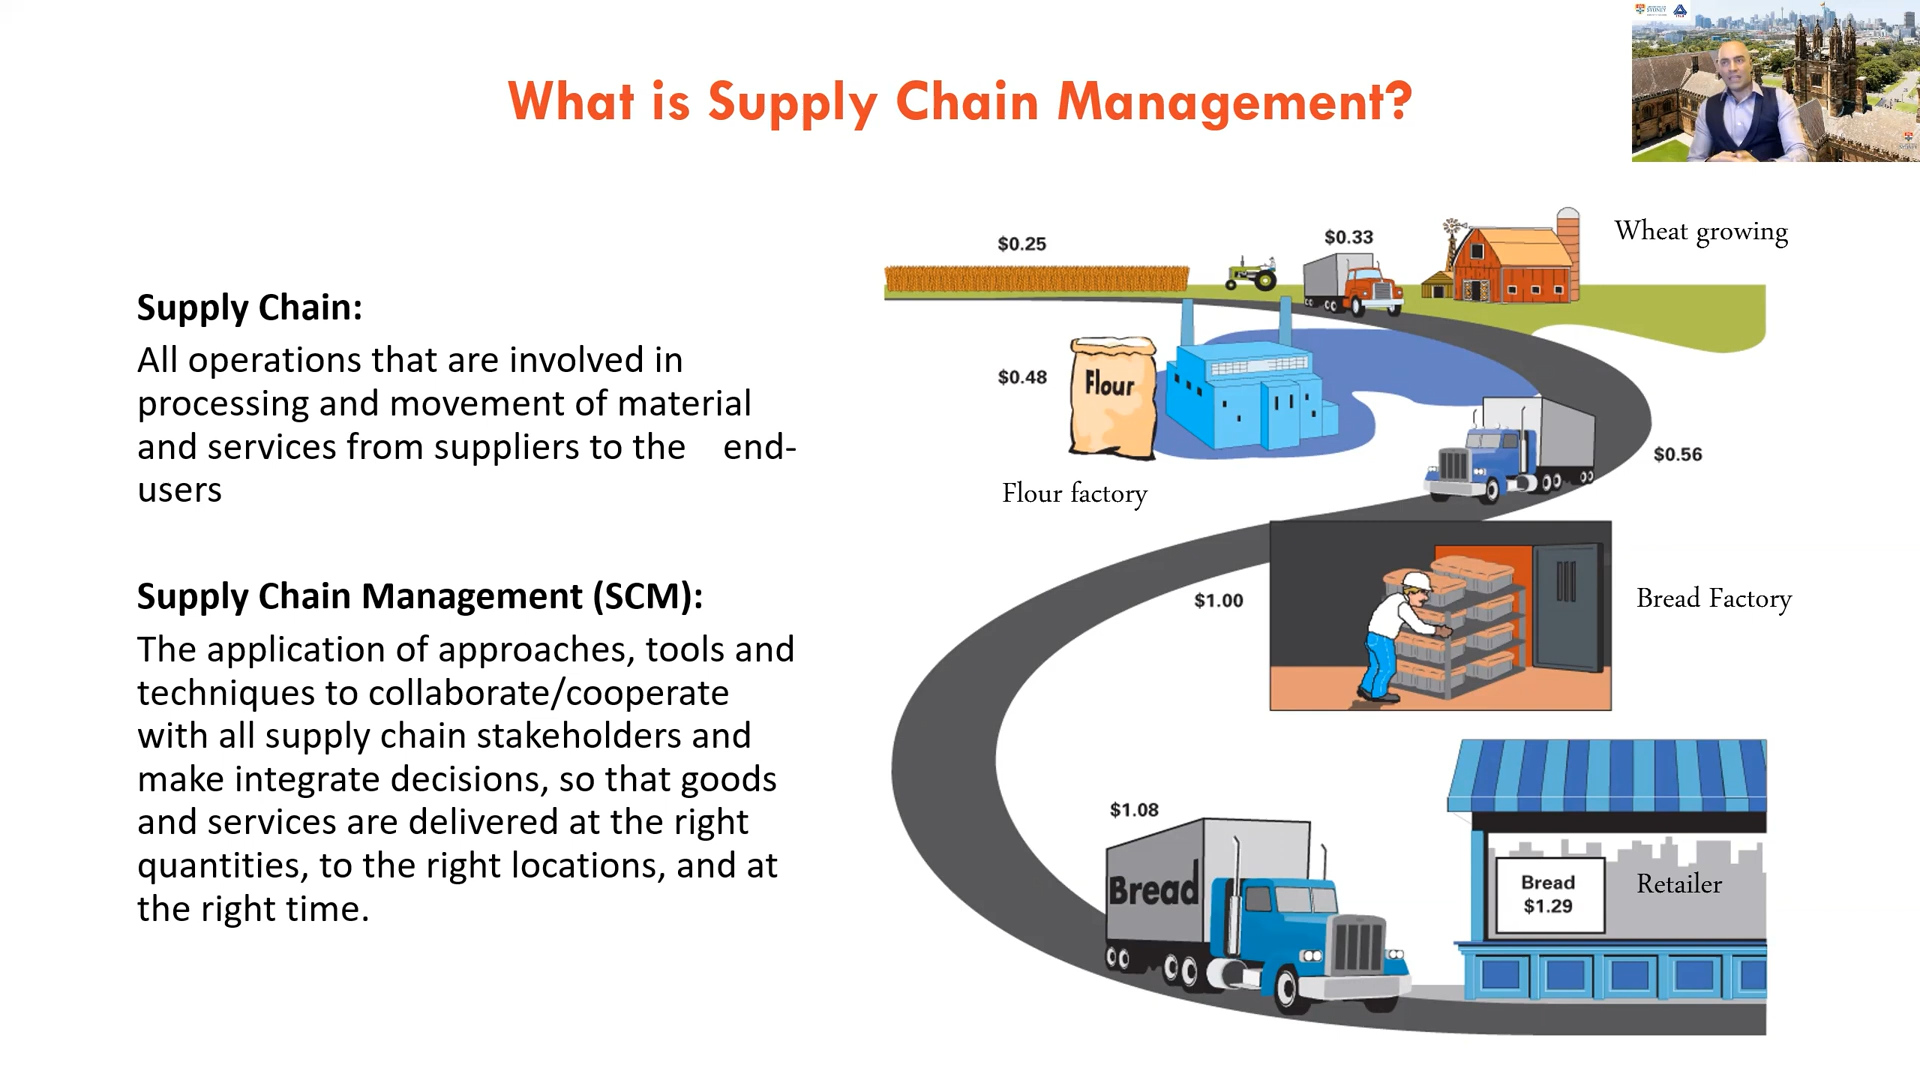 What is Supply Chain Management?
Supply Chain:
All operations that are involved in
processing and movement of material
and services from suppliers to the end-
users
Supply Chain Management (SCM):
The application of approaches, tools and
techniques to collaborate/cooperate
with all supply chain stakeholders and
make integrate decisions, so that goods
and services are delivered at the right
quantities, to the right locations, and at
the right time.
Wheat growing
$0.25
$0.33
$0.48
Flour
$0.56
Flour factory
$1.00
Bread Factory
$1.08
Bread
Bread
$1.29
Retailer
SYDNEY